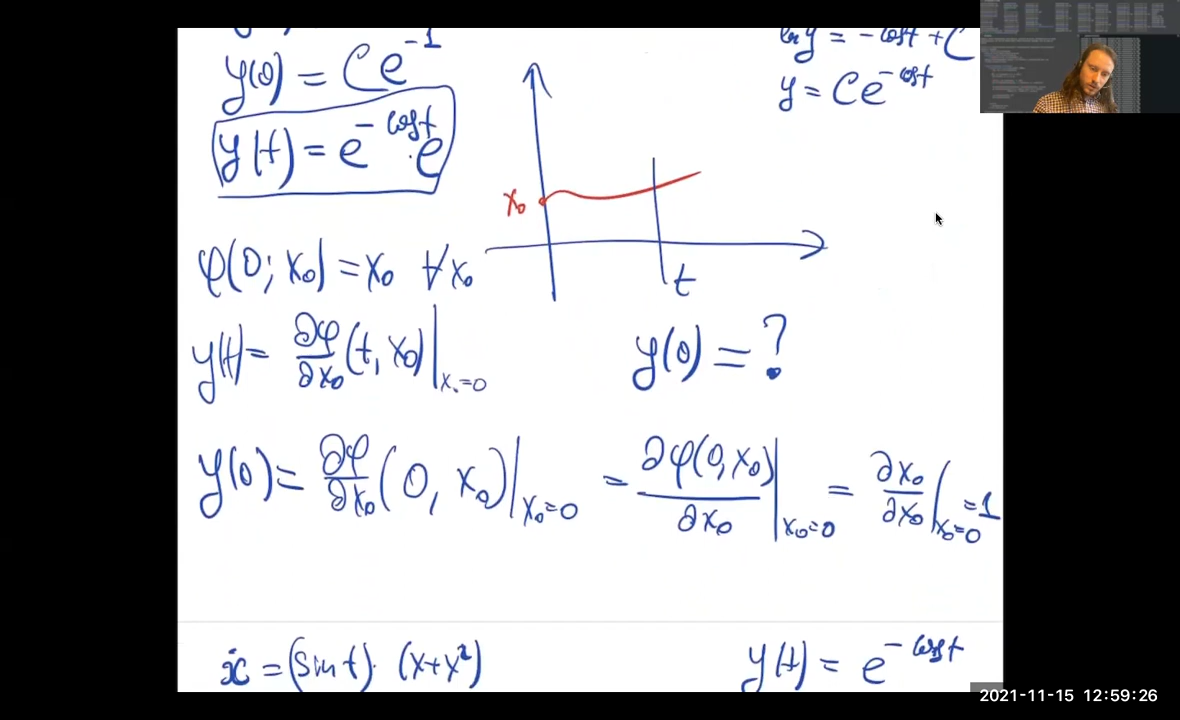 y(0) = Ce^{-1}
ln y = -cos t + C
y = Ce^{-cos t}
y(t) = e^{-cos t} · e
x₀
φ(0; x₀) = x₀ ∀x₀
t
y(t) = ∂φ/∂x₀ (t, x₀)|_{x₀=0}
y(0) = ?
y(0) = ∂φ/∂x₀ (0, x₀)|_{x₀=0} = ∂φ(0, x₀)/∂x₀|_{x₀=0} = ∂x₀/∂x₀|_{x₀=0} = 1
ẋ = (sin t) · (x+x²)
y(t) = e^{-cos t}
2021-11-15 12:59:26